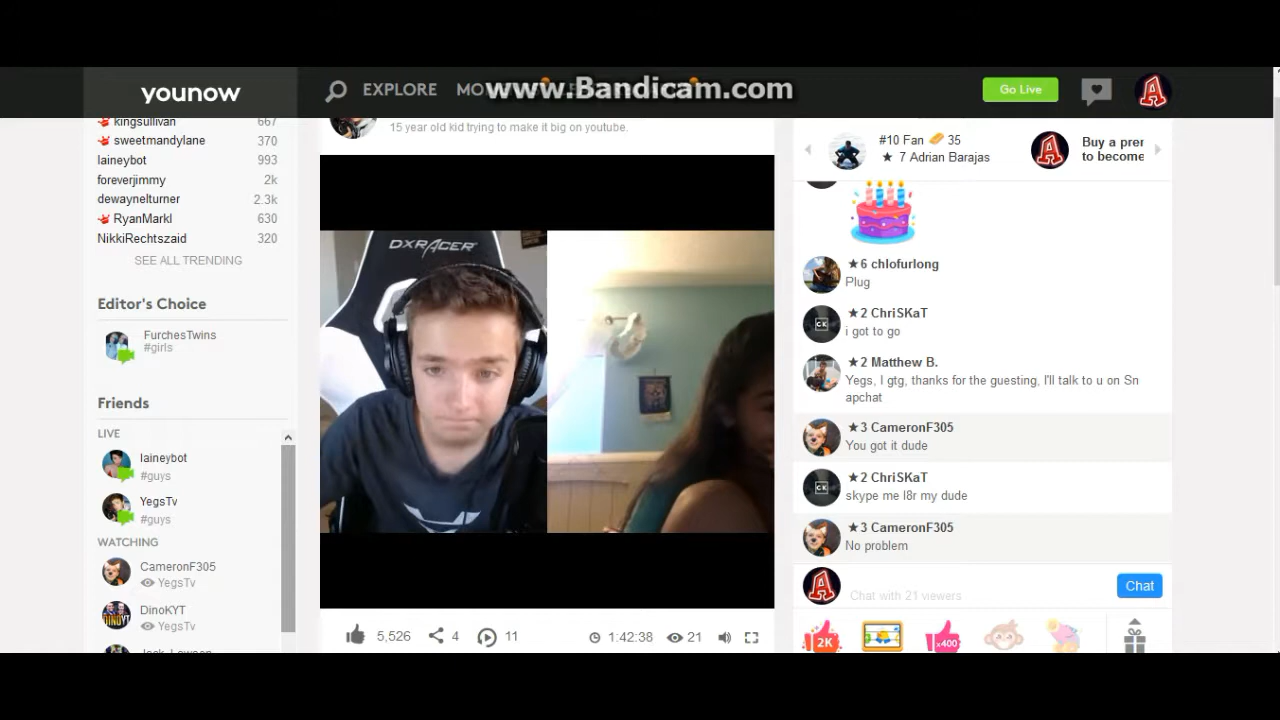 www.Bandicam.com
younow
EXPLORE
Go Live
kingsullivan 667
sweetmandylane 370
laineybot 993
foreverjimmy 2k
dewaynelturner 2.3k
RyanMarkl 630
NikkiRechtszaid 320
SEE ALL TRENDING
Editor's Choice
FurchesTwins
#girls
Friends
LIVE
laineybot
#guys
YegsTv
#guys
WATCHING
CameronF305
YegsTv
DinoKYT
YegsTv
15 year old kid trying to make it big on youtube.
DXRACER
5,526 4 11 1:42:38 21
#10 Fan 35
7 Adrian Barajas
Buy a prer
to become
★6 chlofurlong
Plug
★2 ChriSKaT
i got to go
★2 Matthew B.
Yegs, I gtg, thanks for the guesting, I'll talk to u on Sn
apchat
★3 CameronF305
You got it dude
★2 ChriSKaT
skype me l8r my dude
★3 CameronF305
No problem
Chat with 21 viewers
Chat
2K
x400